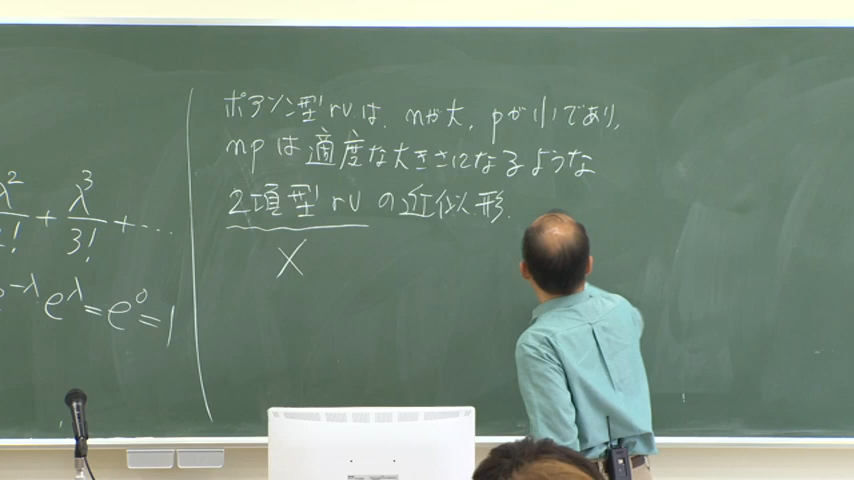 λ² + λ³/3! + ...
e^{-λ} e^λ = e⁰ = 1
ポアソン型rvは、nが大、pが小であり、
npは適度な大きさになるような
2項型rvの近似形.
X